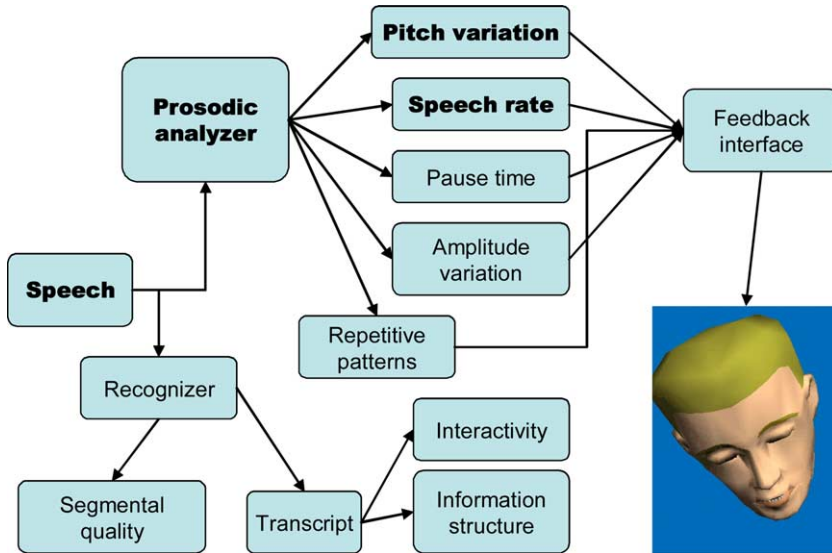 Pitch variation
Prosodic
analyzer
Speech rate
Feedback
interface
Pause time
Amplitude
variation
Speech
Repetitive
patterns
Recognizer
Interactivity
Segmental
quality
Transcript
Information
structure